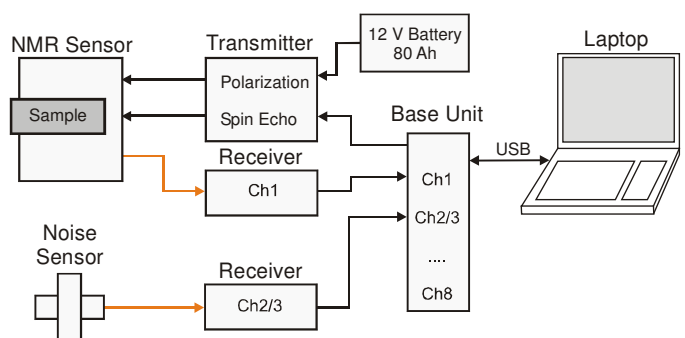 NMR Sensor
Sample
Transmitter
Polarization
Spin Echo
12 V Battery
80 Ah
Laptop
Base Unit
USB
Ch1
Ch2/3
....
Ch8
Receiver
Ch1
Noise
Sensor
Receiver
Ch2/3